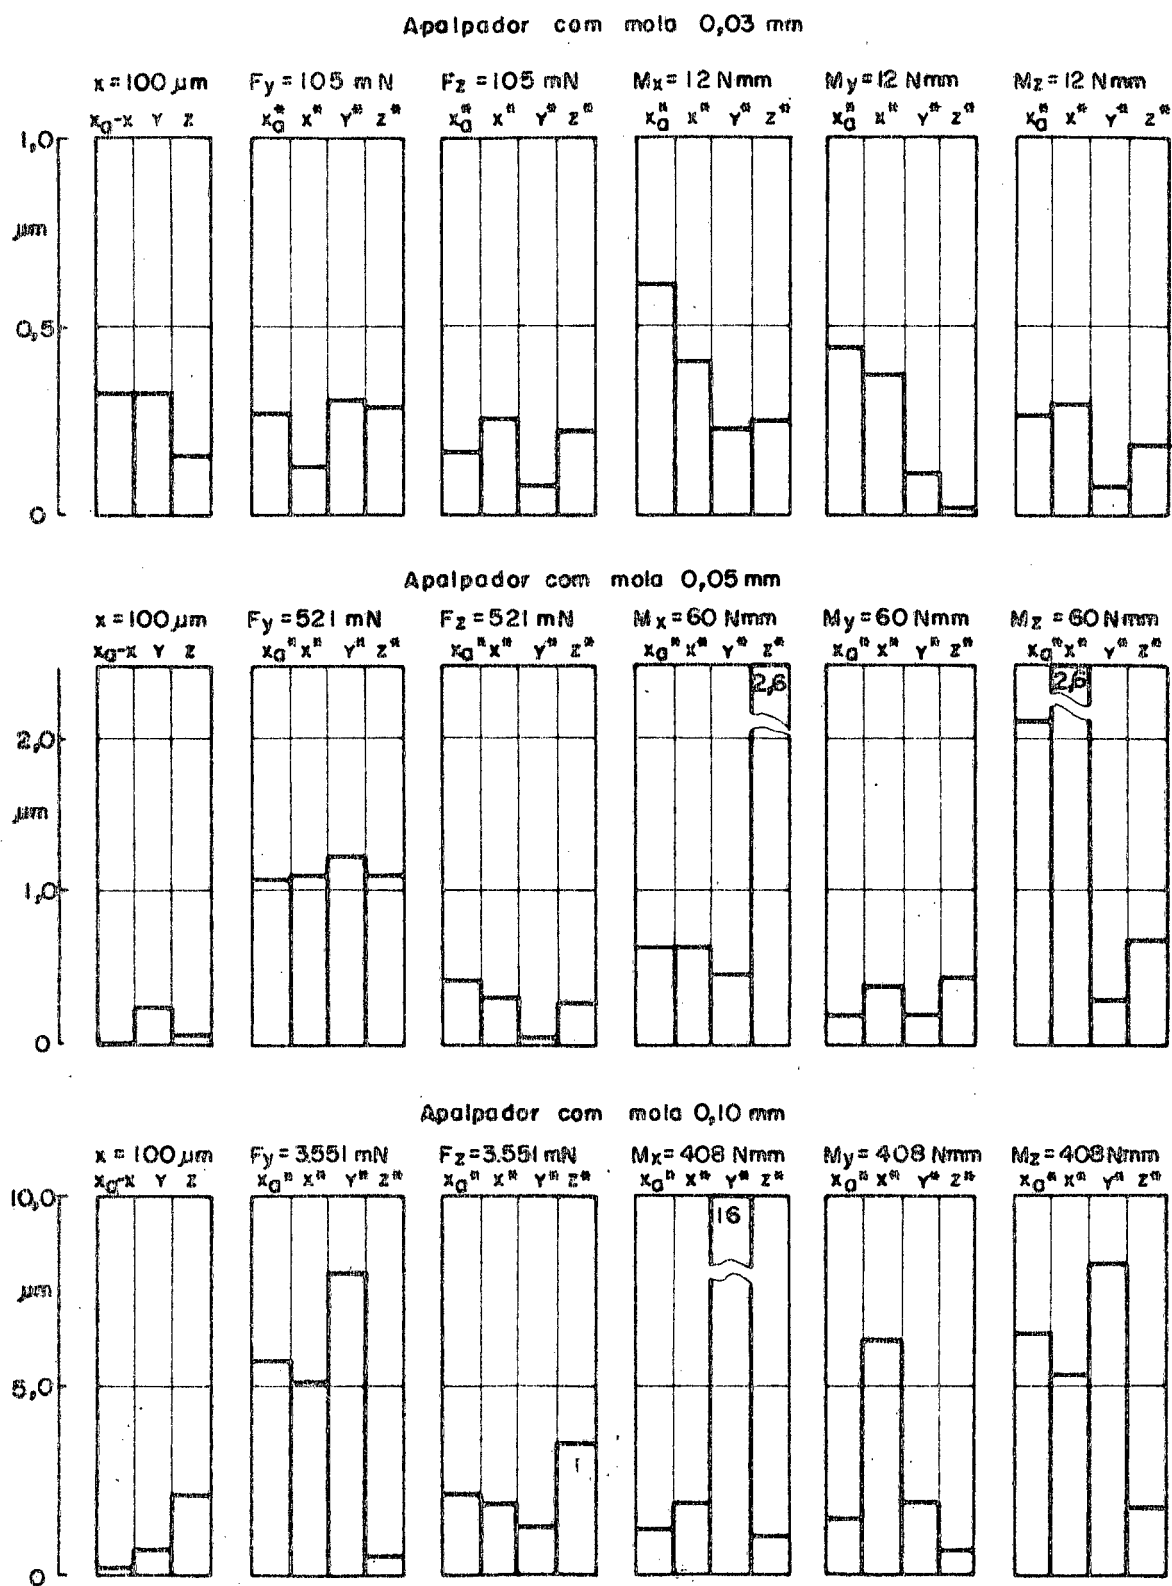 Apalpador com mola 0,03 mm
x = 100 µm Fy = 105 mN Fz = 105 mN Mx = 12 Nmm My = 12 Nmm Mz = 12 Nmm
xa-x Y Z xa* x* Y* Z* xa* x* Y* Z* xa* x* Y* Z* xa* x* Y* Z* xa* x* Y* Z*
1,0
µm
0,5
0
Apalpador com mola 0,05 mm
x = 100 µm Fy = 521 mN Fz = 521 mN Mx = 60 Nmm My = 60 Nmm Mz = 60 Nmm
xa-x Y Z xa* x* Y* Z* xa* x* Y* Z* xa* x* Y* Z* xa* x* Y* Z* xa* x* Y* Z*
2,6 2,6
2,0
µm
1,0
0
Apalpador com mola 0,10 mm
x = 100 µm Fy = 3.551 mN Fz = 3.551 mN Mx = 408 Nmm My = 408 Nmm Mz = 408 Nmm
xa-x Y Z xa* x* Y* Z* xa* x* Y* Z* xa* x* Y* Z* xa* x* Y* Z* xa* x* Y* Z*
10,0 16
µm
5,0
0